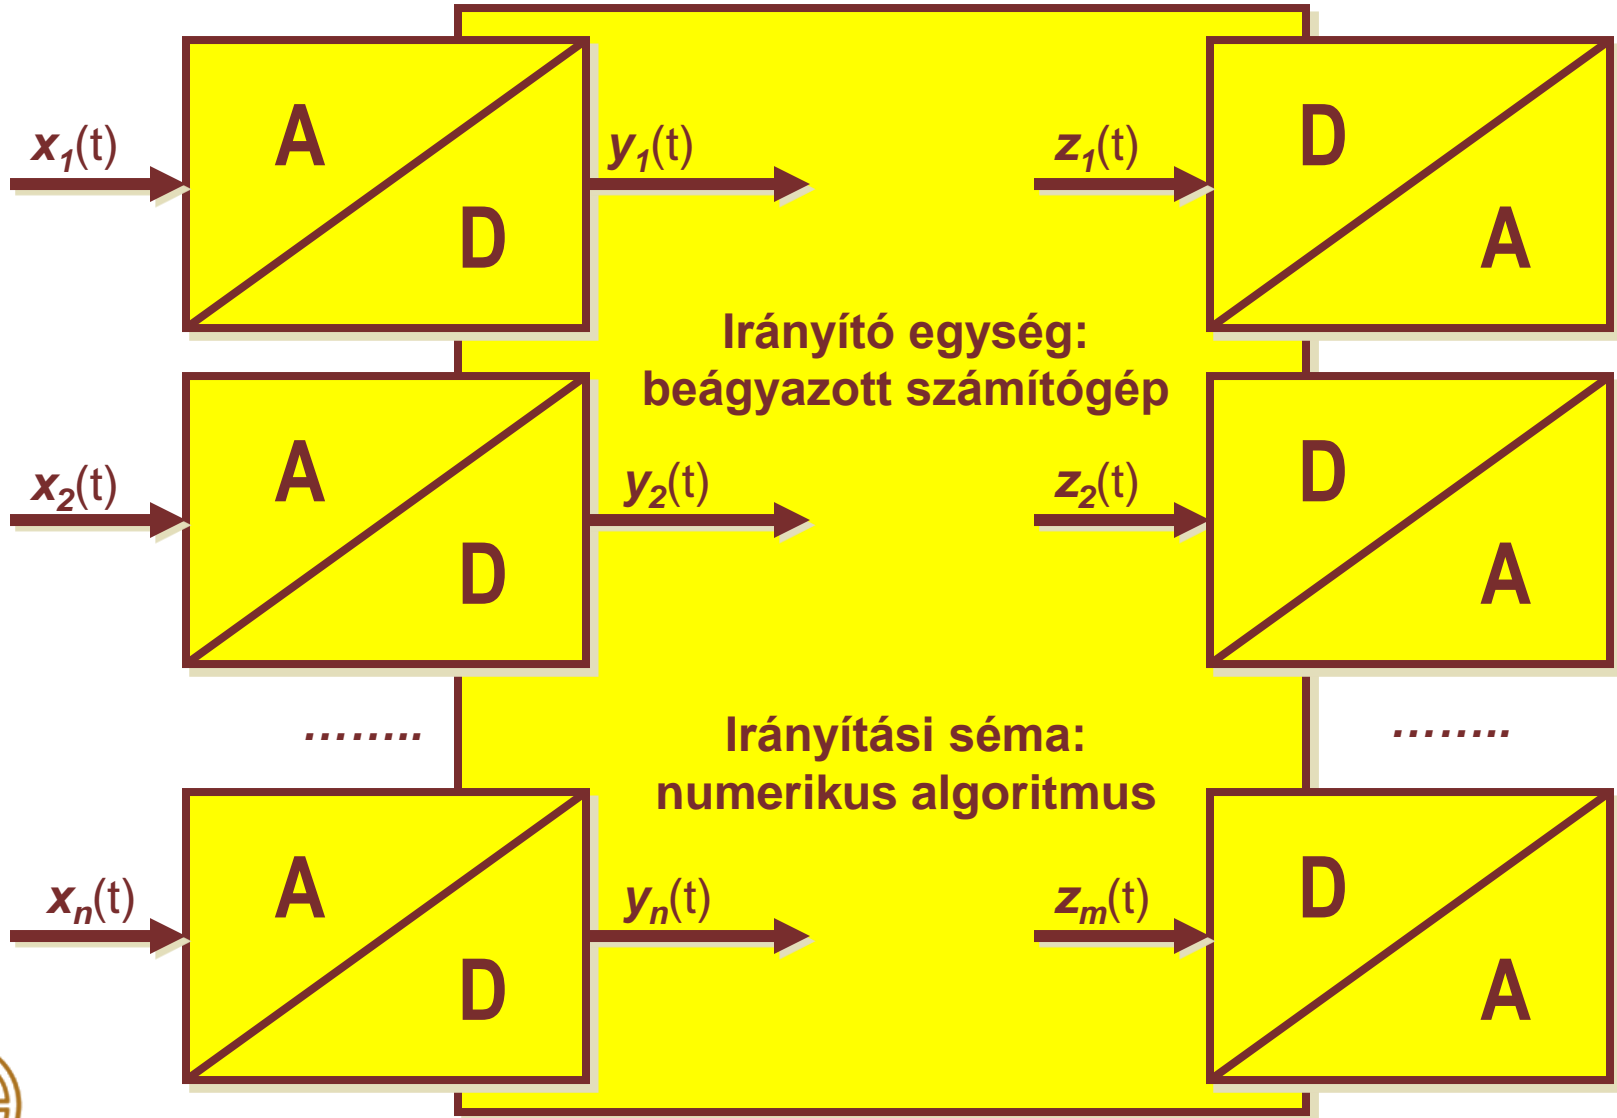 x1(t)
A
D
y1(t)
z1(t)
D
A
Irányító egység:
beágyazott számítógép
x2(t)
A
D
y2(t)
z2(t)
D
A
........
Irányítási séma:
numerikus algoritmus
........
xn(t)
A
D
yn(t)
zm(t)
D
A